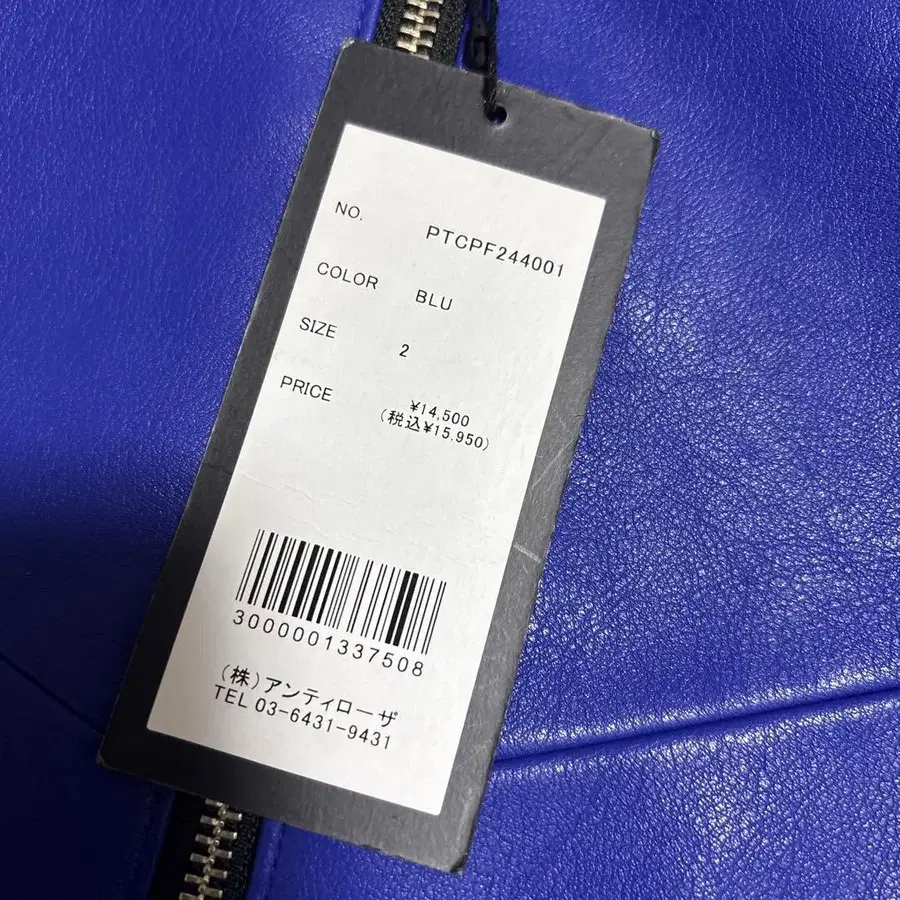 NO. PTCPF244001
COLOR BLU
SIZE 2
PRICE ¥14,500
(税込¥15,950)
3000001337508
(株)アンティローザ
TEL 03-6431-9431